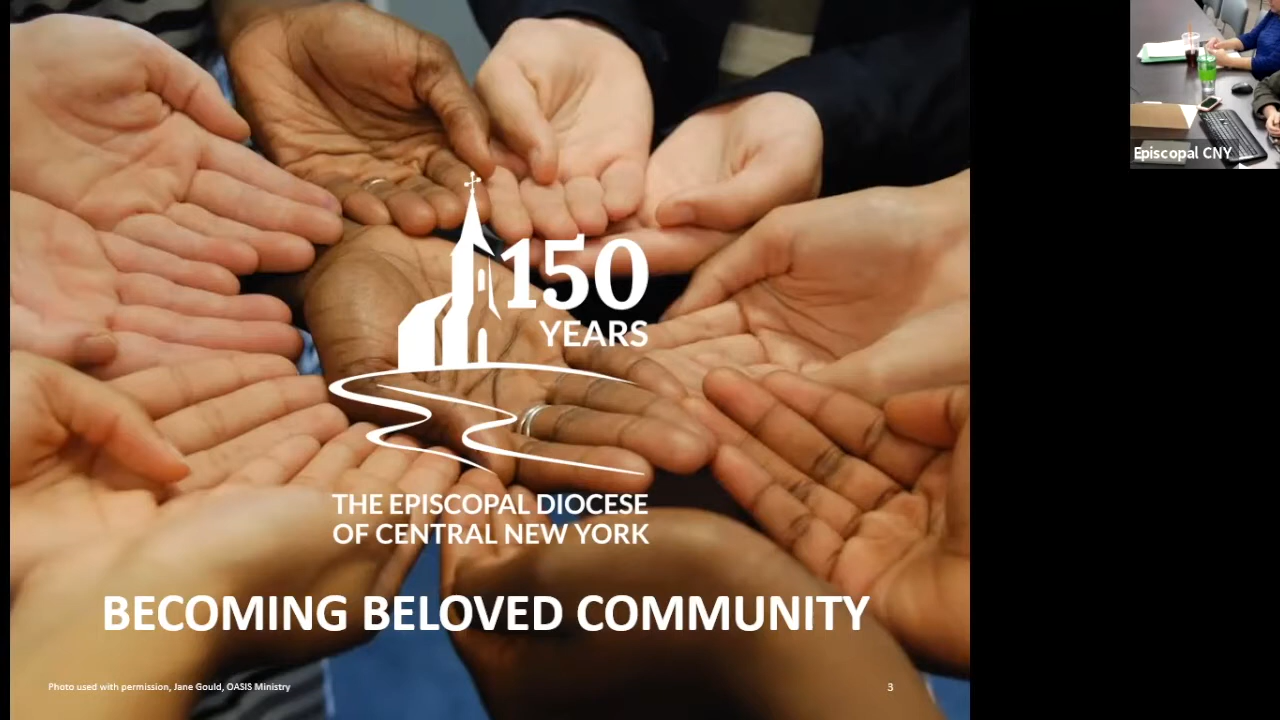 150
YEARS
THE EPISCOPAL DIOCESE
OF CENTRAL NEW YORK
BECOMING BELOVED COMMUNITY
Photo used with permission, Jane Gould, OASIS Ministry
3
Episcopal CNY